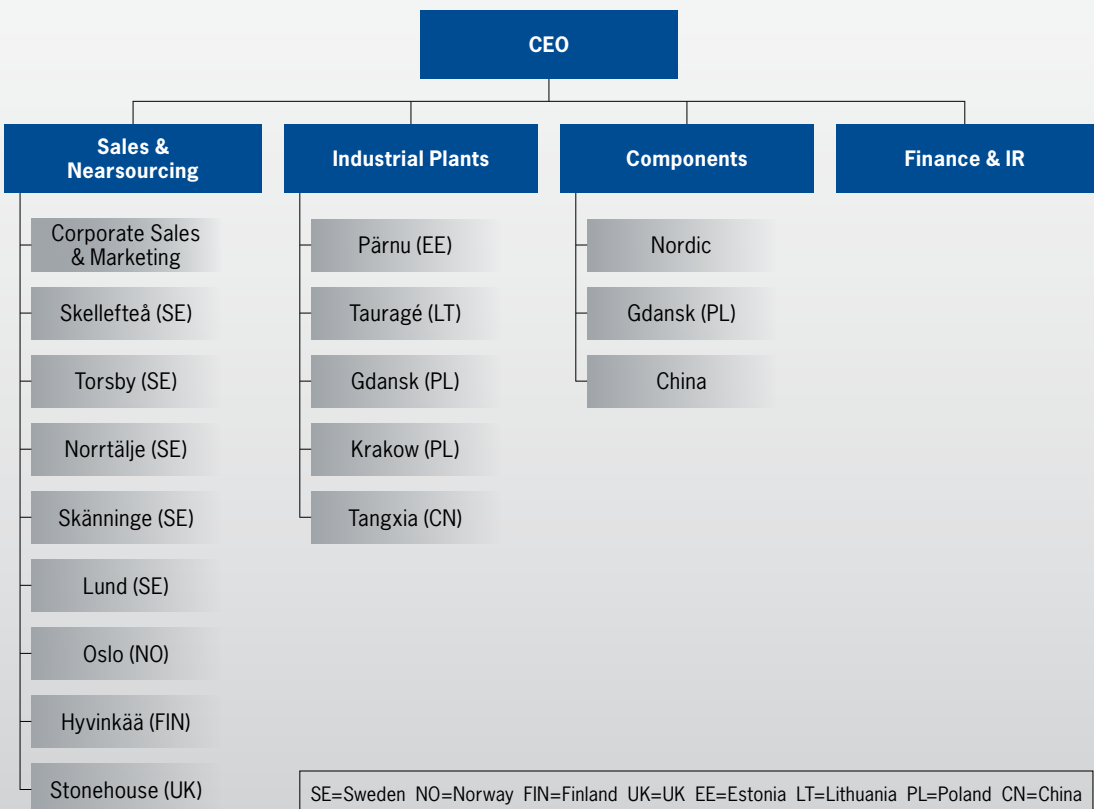 CEO
Sales &
Nearsourcing
Industrial Plants
Components
Finance & IR
Corporate Sales
& Marketing
Skellefteå (SE)
Torsby (SE)
Norrtälje (SE)
Skänninge (SE)
Lund (SE)
Oslo (NO)
Hyvinkää (FIN)
Stonehouse (UK)
Pärnu (EE)
Tauragé (LT)
Gdansk (PL)
Krakow (PL)
Tangxia (CN)
Nordic
Gdansk (PL)
China
SE=Sweden NO=Norway FIN=Finland UK=UK EE=Estonia LT=Lithuania PL=Poland CN=China